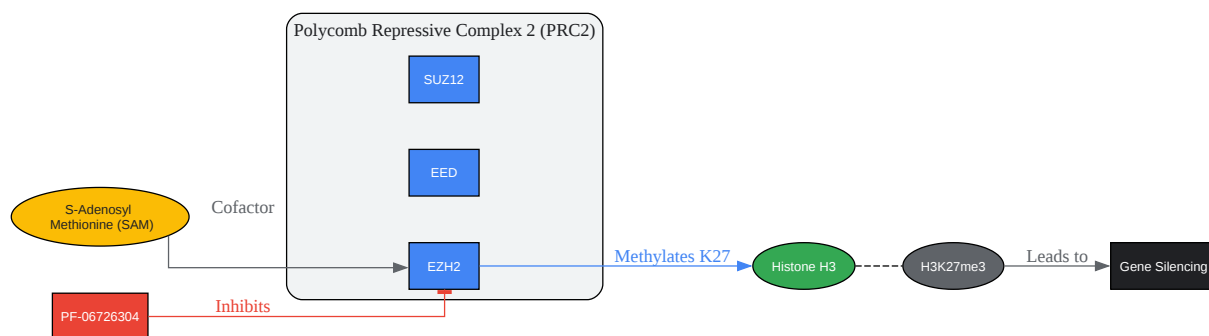 Polycomb Repressive Complex 2 (PRC2)
SUZ12
EED
S-Adenosyl
Methionine (SAM)
Cofactor
EZH2
Methylates K27
Histone H3
H3K27me3
Leads to
Gene Silencing
PF-06726304
Inhibits